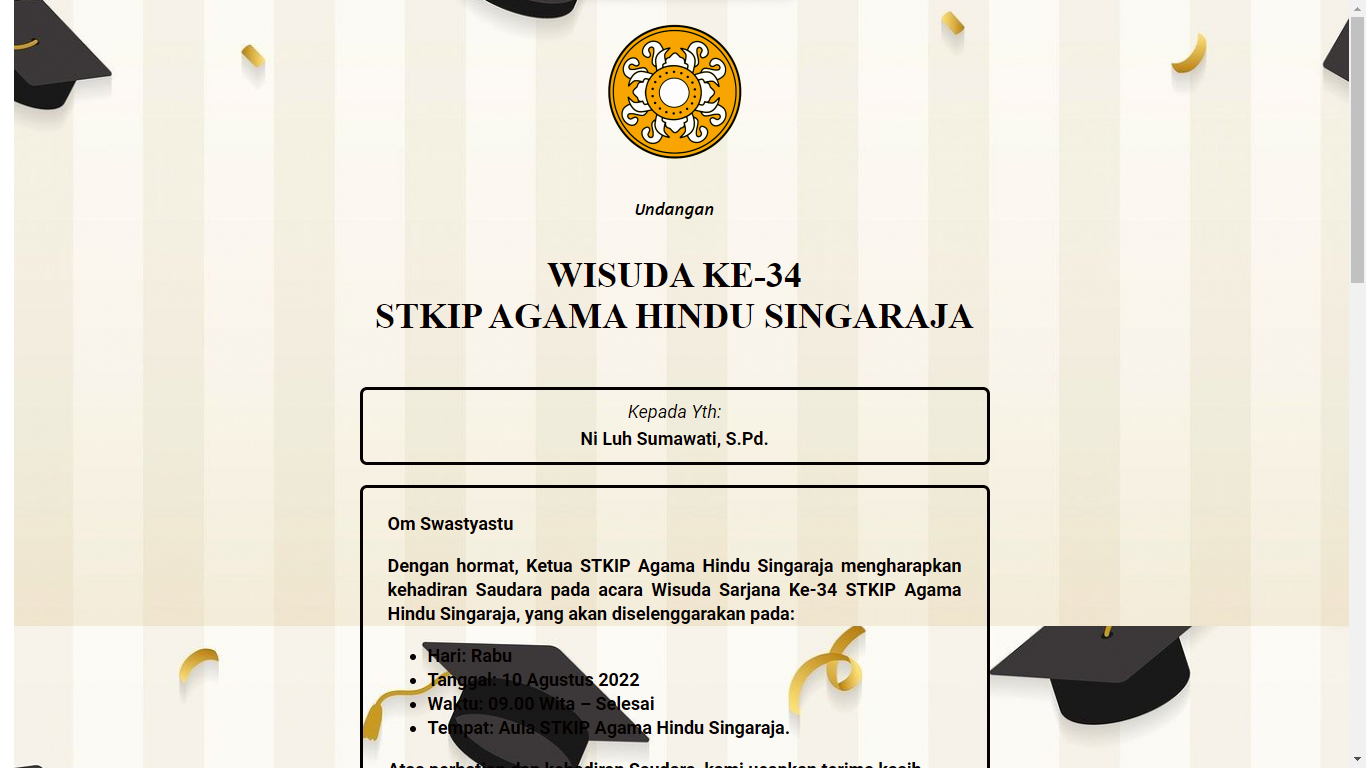 Undangan
WISUDA KE-34
STKIP AGAMA HINDU SINGARAJA
Kepada Yth:
Ni Luh Sumawati, S.Pd.
Om Swastyastu
Dengan hormat, Ketua STKIP Agama Hindu Singaraja mengharapkan
kehadiran Saudara pada acara Wisuda Sarjana Ke-34 STKIP Agama
Hindu Singaraja, yang akan diselenggarakan pada:
• Hari: Rabu
• Tanggal: 10 Agustus 2022
• Waktu: 09.00 Wita – Selesai
• Tempat: Aula STKIP Agama Hindu Singaraja.
Atas perhatian dan kehadiran Saudara, kami ucapkan terima kasih